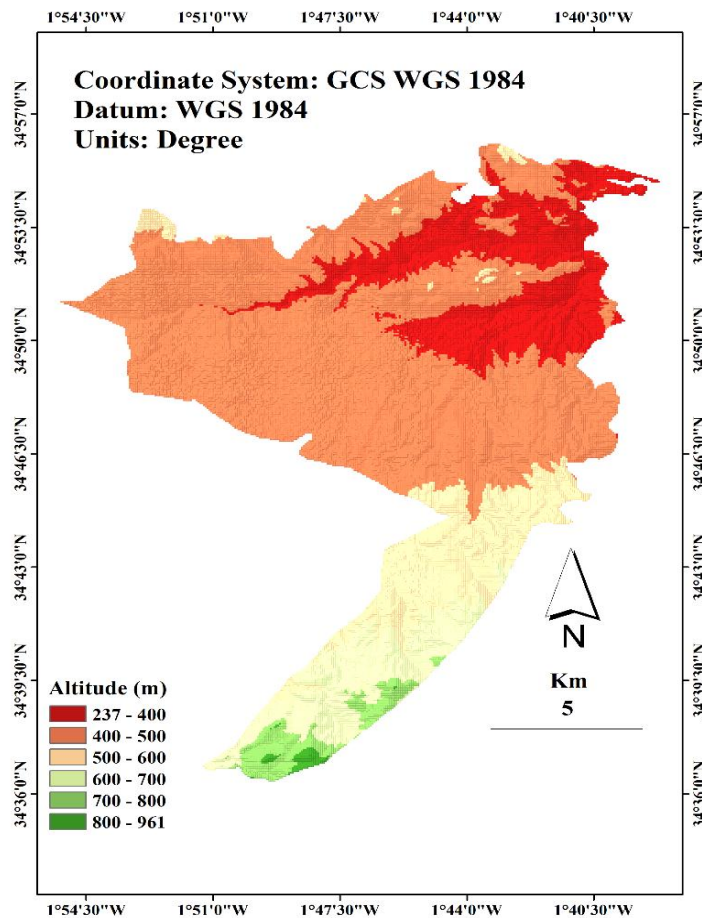 1°54'30"W 1°51'0"W 1°47'30"W 1°44'0"W 1°40'30"W
Coordinate System: GCS WGS 1984
Datum: WGS 1984
Units: Degree
34°57'0"N 34°57'0"N
34°53'30"N 34°53'30"N
34°50'0"N 34°50'0"N
34°46'30"N 34°46'30"N
34°43'0"N 34°43'0"N
N
34°39'30"N 34°39'30"N
Km
5
Altitude (m)
237 - 400
400 - 500
500 - 600
600 - 700
700 - 800
800 - 961
34°36'0"N 34°36'0"N
1°54'30"W 1°51'0"W 1°47'30"W 1°44'0"W 1°40'30"W